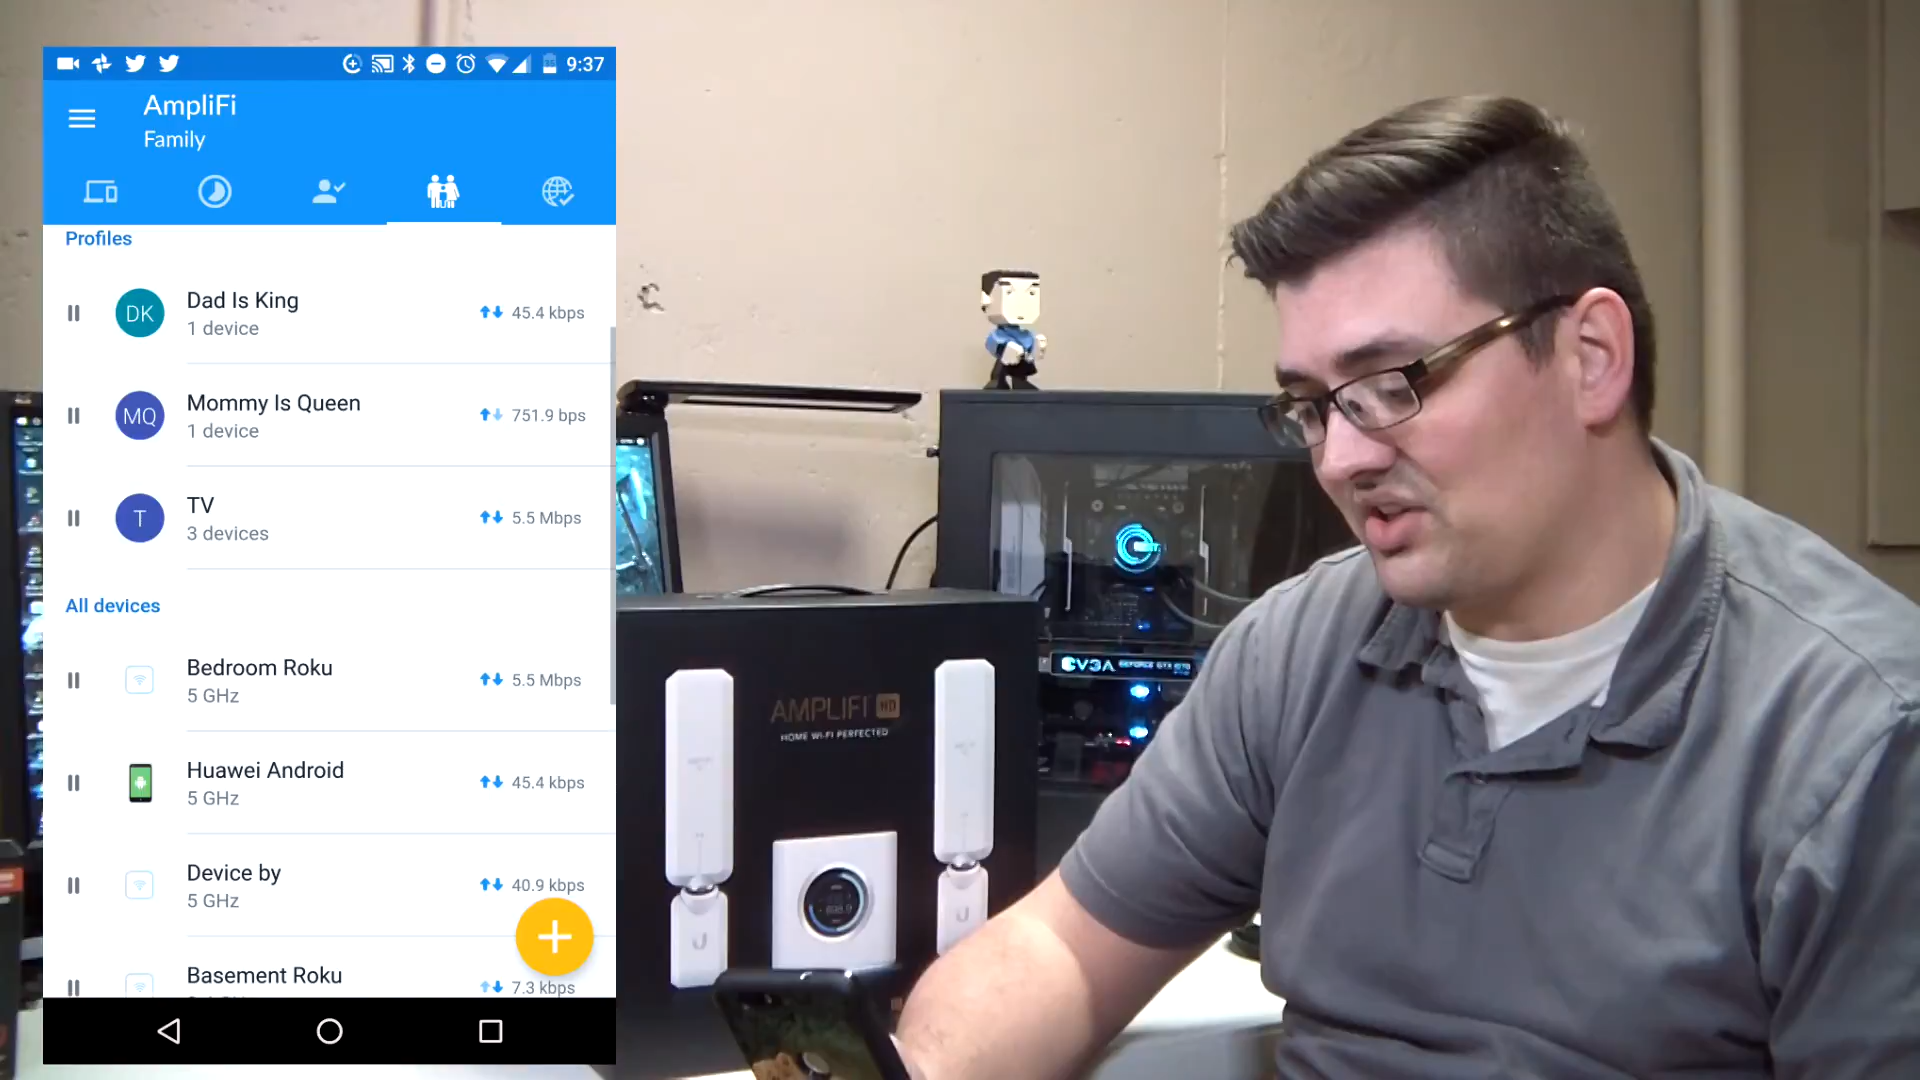 9:37
AmpliFi
Family
Profiles
DK
Dad Is King
1 device
45.4 kbps
MQ
Mommy Is Queen
1 device
751.9 bps
T
TV
3 devices
5.5 Mbps
All devices
Bedroom Roku
5 GHz
5.5 Mbps
Huawei Android
5 GHz
45.4 kbps
Device by
5 GHz
40.9 kbps
Basement Roku
7.3 kbps
AMPLIFI HD
HOME WI-FI PERFECTED
EVGA GEFORCE GTX